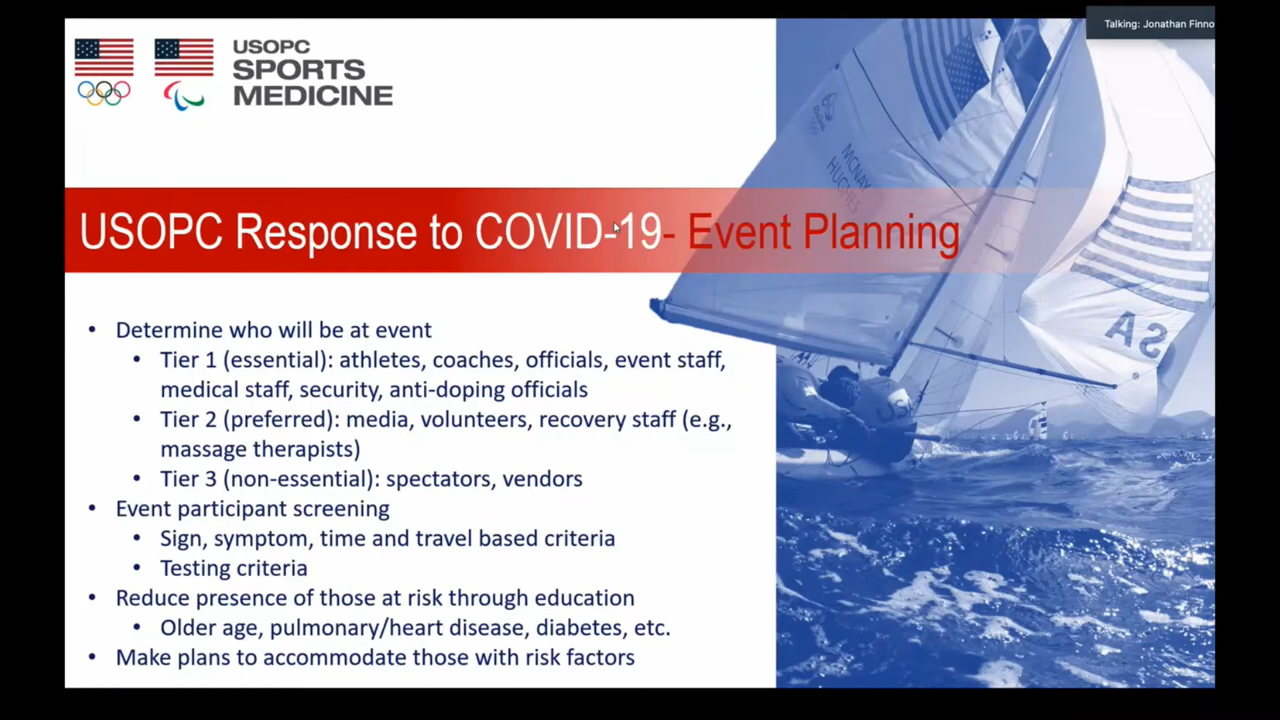 Talking: Jonathan Finno
USOPC
SPORTS
MEDICINE
MCNAY
HUGHES
USOPC Response to COVID-19- Event Planning
SA
USA
• Determine who will be at event
• Tier 1 (essential): athletes, coaches, officials, event staff,
medical staff, security, anti-doping officials
• Tier 2 (preferred): media, volunteers, recovery staff (e.g.,
massage therapists)
• Tier 3 (non-essential): spectators, vendors
• Event participant screening
• Sign, symptom, time and travel based criteria
• Testing criteria
• Reduce presence of those at risk through education
• Older age, pulmonary/heart disease, diabetes, etc.
• Make plans to accommodate those with risk factors